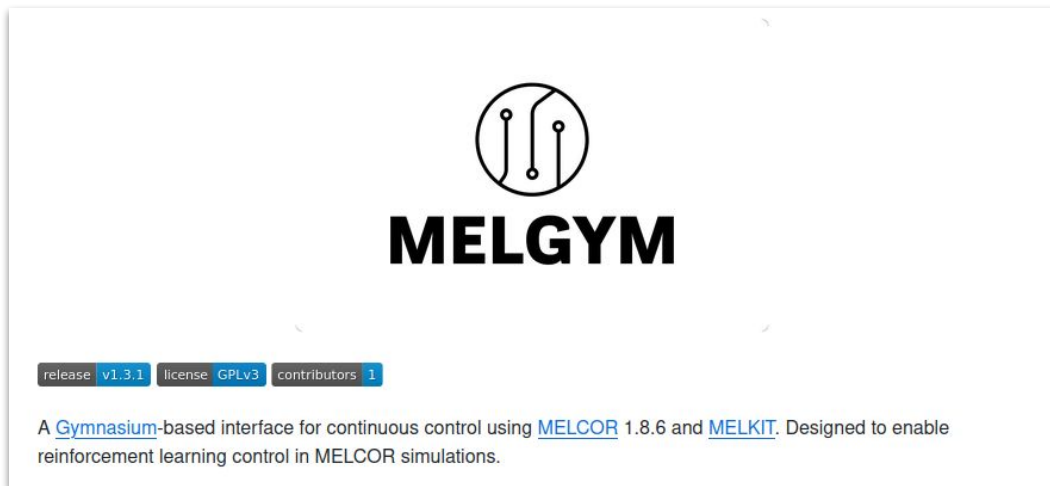 MELGYM
release v1.3.1 license GPLv3 contributors 1
A Gymnasium-based interface for continuous control using MELCOR 1.8.6 and MELKIT. Designed to enable
reinforcement learning control in MELCOR simulations.